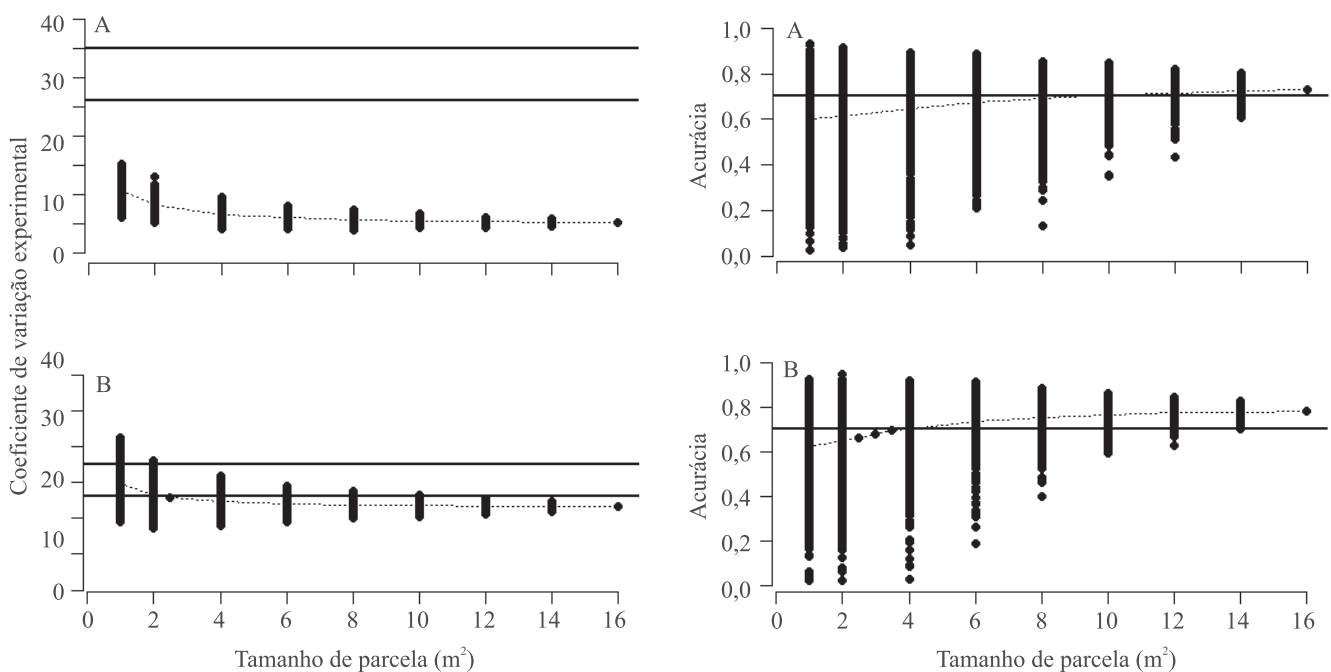 Coeficiente de variação experimental
A
40
30
20
10
0
B
40
30
20
10
0
0 2 4 6 8 10 12 14 16
Tamanho de parcela (m²)
Acurácia
A
1,0
0,8
0,6
0,4
0,2
0,0
Acurácia
B
1,0
0,8
0,6
0,4
0,2
0,0
0 2 4 6 8 10 12 14 16
Tamanho de parcela (m²)